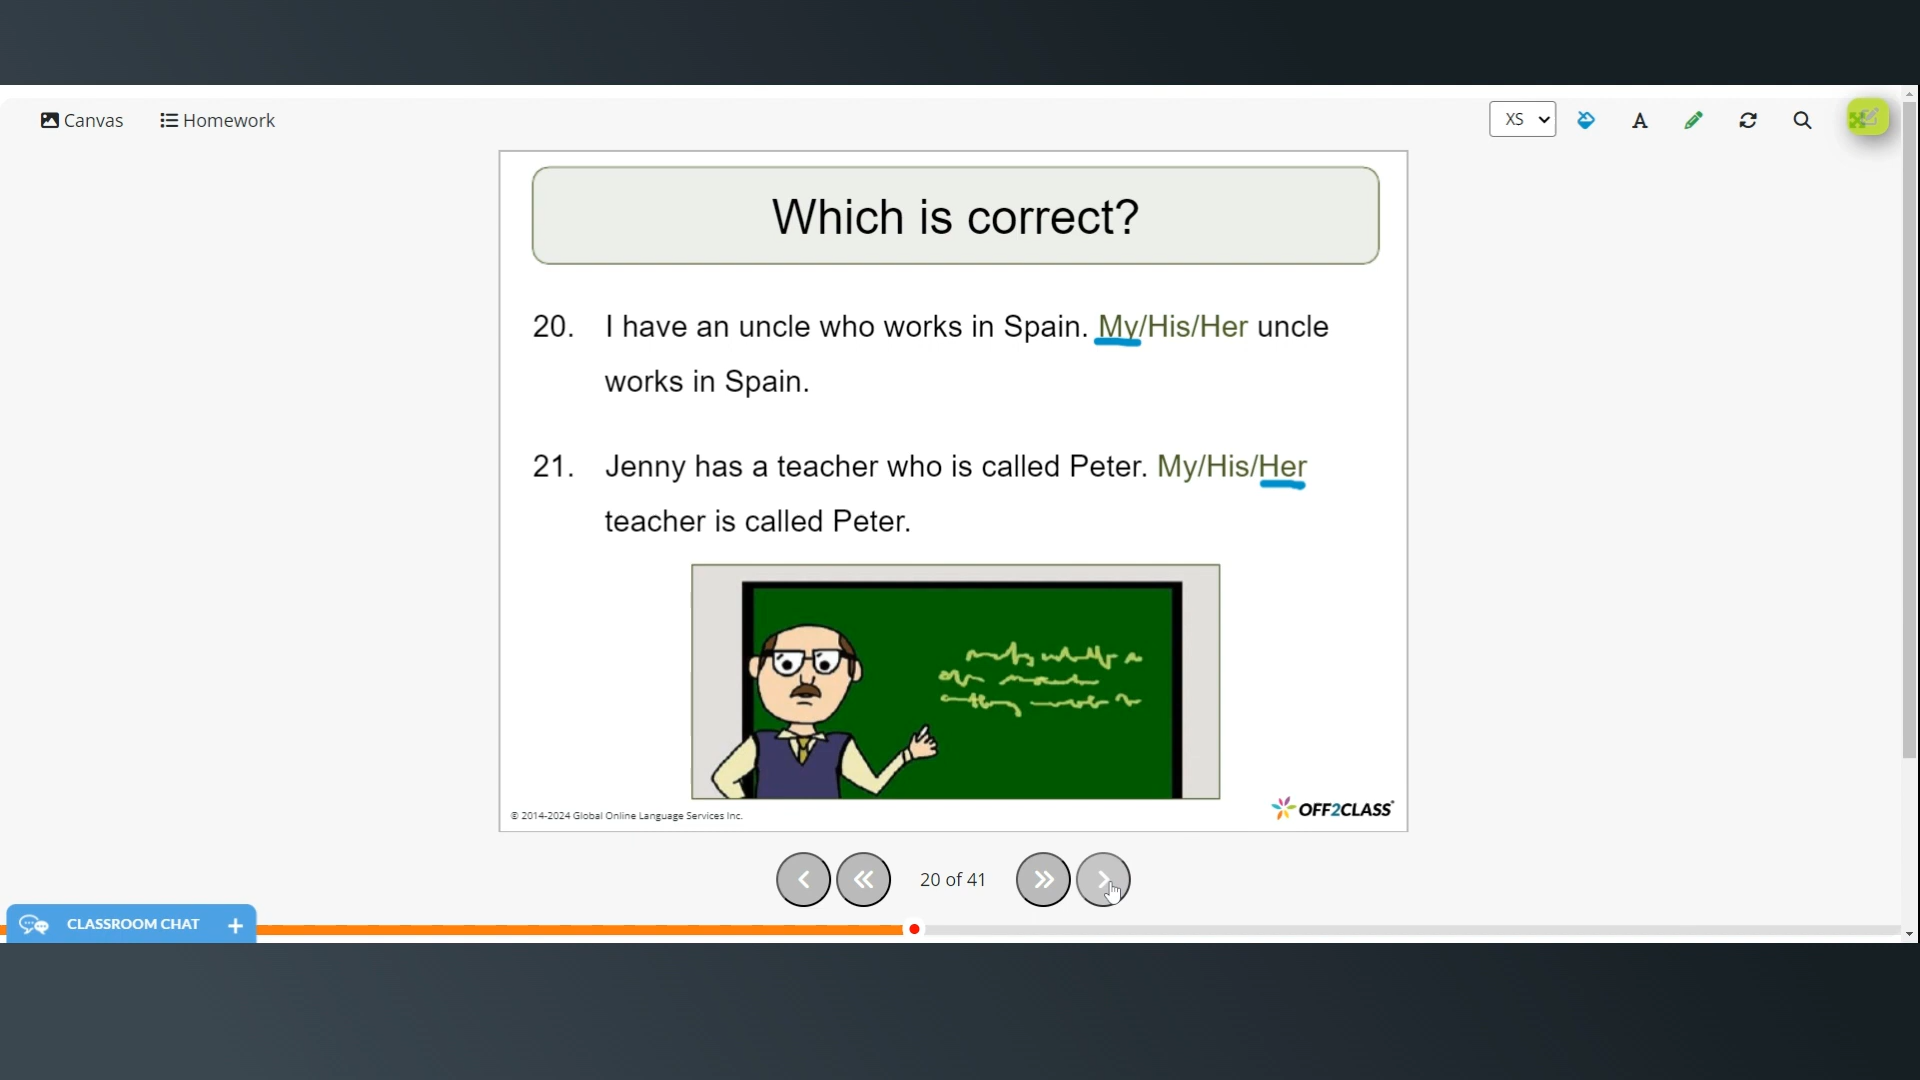 Canvas
Homework
XS
A
Which is correct?
20. I have an uncle who works in Spain. My/His/Her uncle
works in Spain.
21. Jenny has a teacher who is called Peter. My/His/Her
teacher is called Peter.
© 2014-2024 Global Online Language Services Inc.
OFF2CLASS
20 of 41
CLASSROOM CHAT +